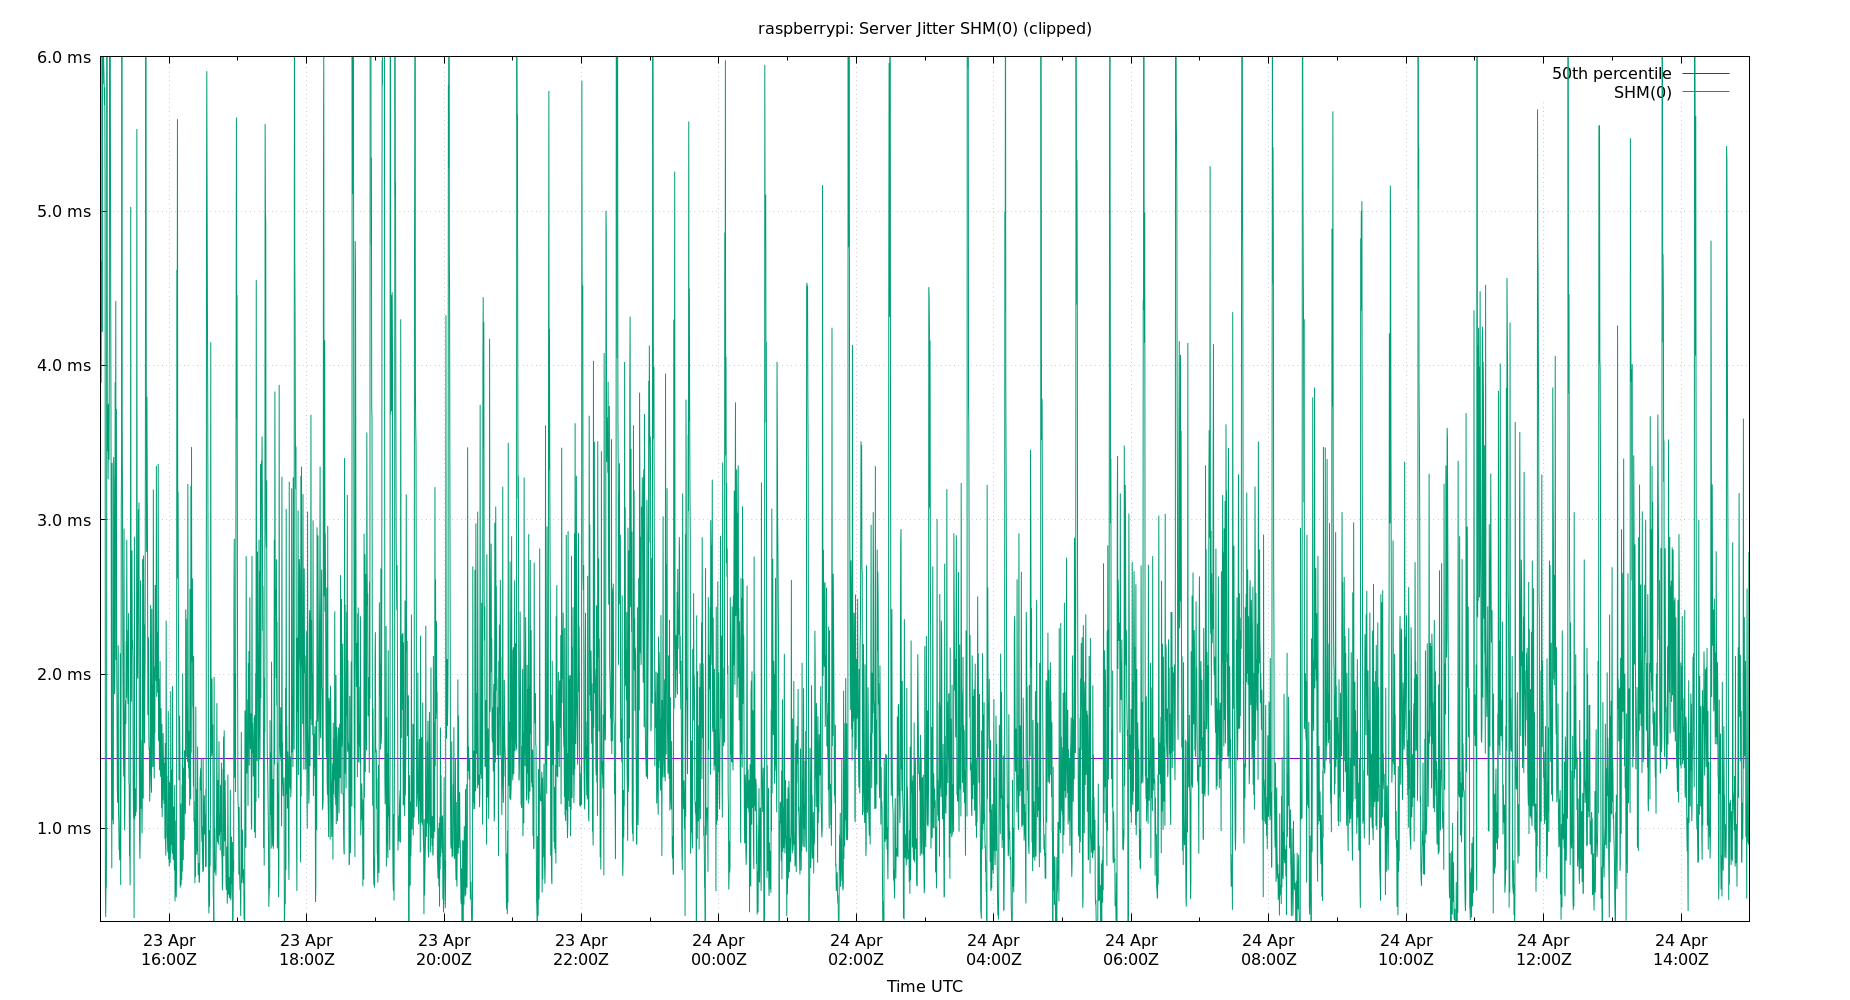 raspberrypi: Server Jitter SHM(0) (clipped)
6.0 ms
5.0 ms
4.0 ms
3.0 ms
2.0 ms
1.0 ms
50th percentile
SHM(0)
23 Apr 23 Apr 23 Apr 23 Apr 24 Apr 24 Apr 24 Apr 24 Apr 24 Apr 24 Apr 24 Apr 24 Apr
16:00Z 18:00Z 20:00Z 22:00Z 00:00Z 02:00Z 04:00Z 06:00Z 08:00Z 10:00Z 12:00Z 14:00Z
Time UTC